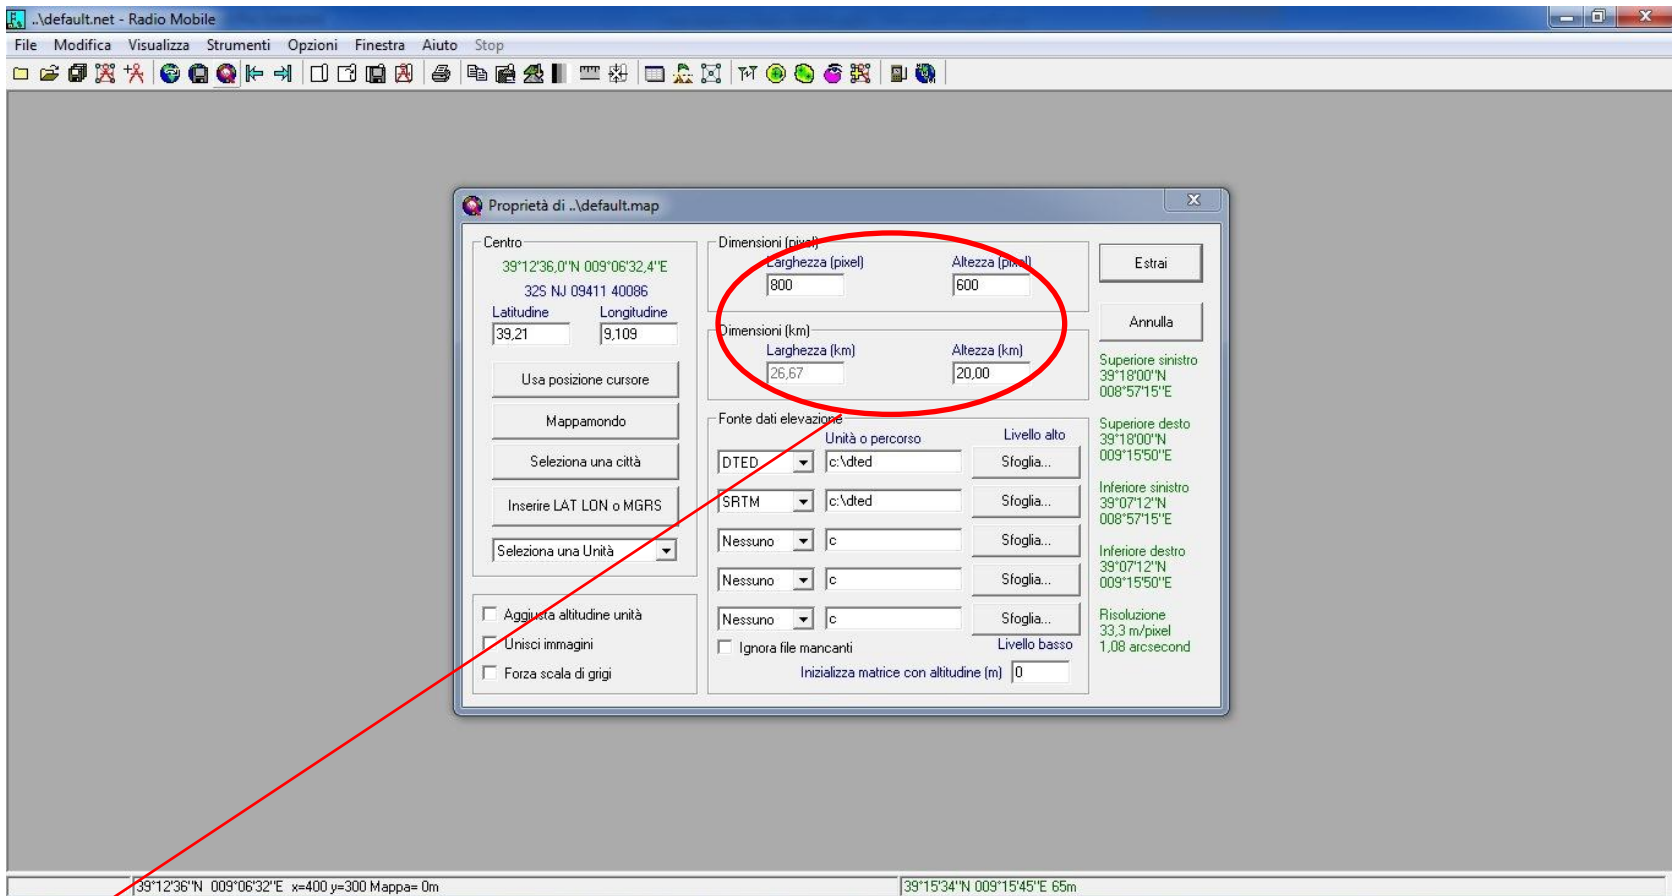 ..\default.net - Radio Mobile
File Modifica Visualizza Strumenti Opzioni Finestra Aiuto Stop
Proprietà di ..\default.map
Centro
39°12'36,0''N 009°06'32,4''E
32S NJ 09411 40086
Latitudine Longitudine
39,21 9,109
Usa posizione cursore
Mappamondo
Seleziona una città
Inserire LAT LON o MGRS
Seleziona una Unità
Aggiusta altitudine unità
Unisci immagini
Forza scala di grigi
Dimensioni (pixel)
Larghezza (pixel) Altezza (pixel)
800 600
Dimensioni (km)
Larghezza (km) Altezza (km)
26,67 20,00
Fonte dati elevazione
Unità o percorso Livello alto
DTED c:\dted Sfoglia...
SRTM c:\dted Sfoglia...
Nessuno c Sfoglia...
Nessuno c Sfoglia...
Nessuno c Sfoglia...
Ignora file mancanti Livello basso
Inizializza matrice con altitudine (m) 0
Estrai
Annulla
Superiore sinistro
39°18'00''N
008°57'15''E
Superiore desto
39°18'00''N
009°15'50''E
Inferiore sinistro
39°07'12''N
008°57'15''E
Inferiore destro
39°07'12''N
009°15'50''E
Risoluzione
33,3 m/pixel
1,08 arcsecond
39°12'36''N 009°06'32''E x=400 y=300 Mappa= 0m
39°15'34''N 009°15'45''E 65m